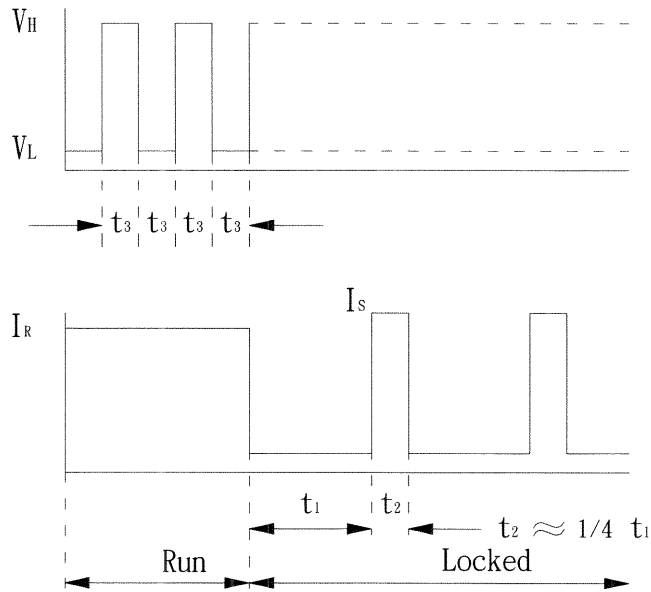 VH
VL
t3 t3 t3 t3
IS
IR
t1 t2 t2 ≈ 1/4 t1
Run Locked